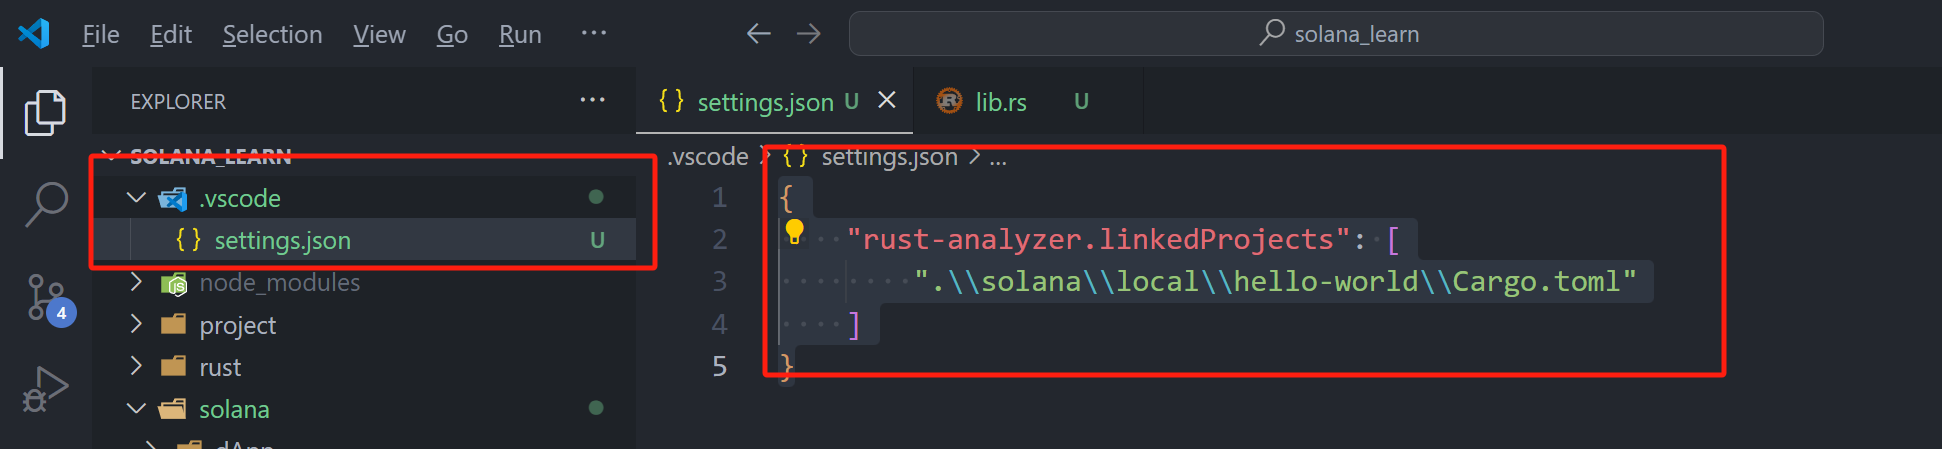 File Edit Selection View Go Run ... solana_learn
EXPLORER ...
settings.json U
lib.rs U
SOLANA_LEARN
.vscode
settings.json U
node_modules
project
rust
solana
dApp
4
.vscode > {} settings.json > ...
1 {
2 "rust-analyzer.linkedProjects": [
3 ".\\solana\\local\\hello-world\\Cargo.toml"
4 ]
5 }